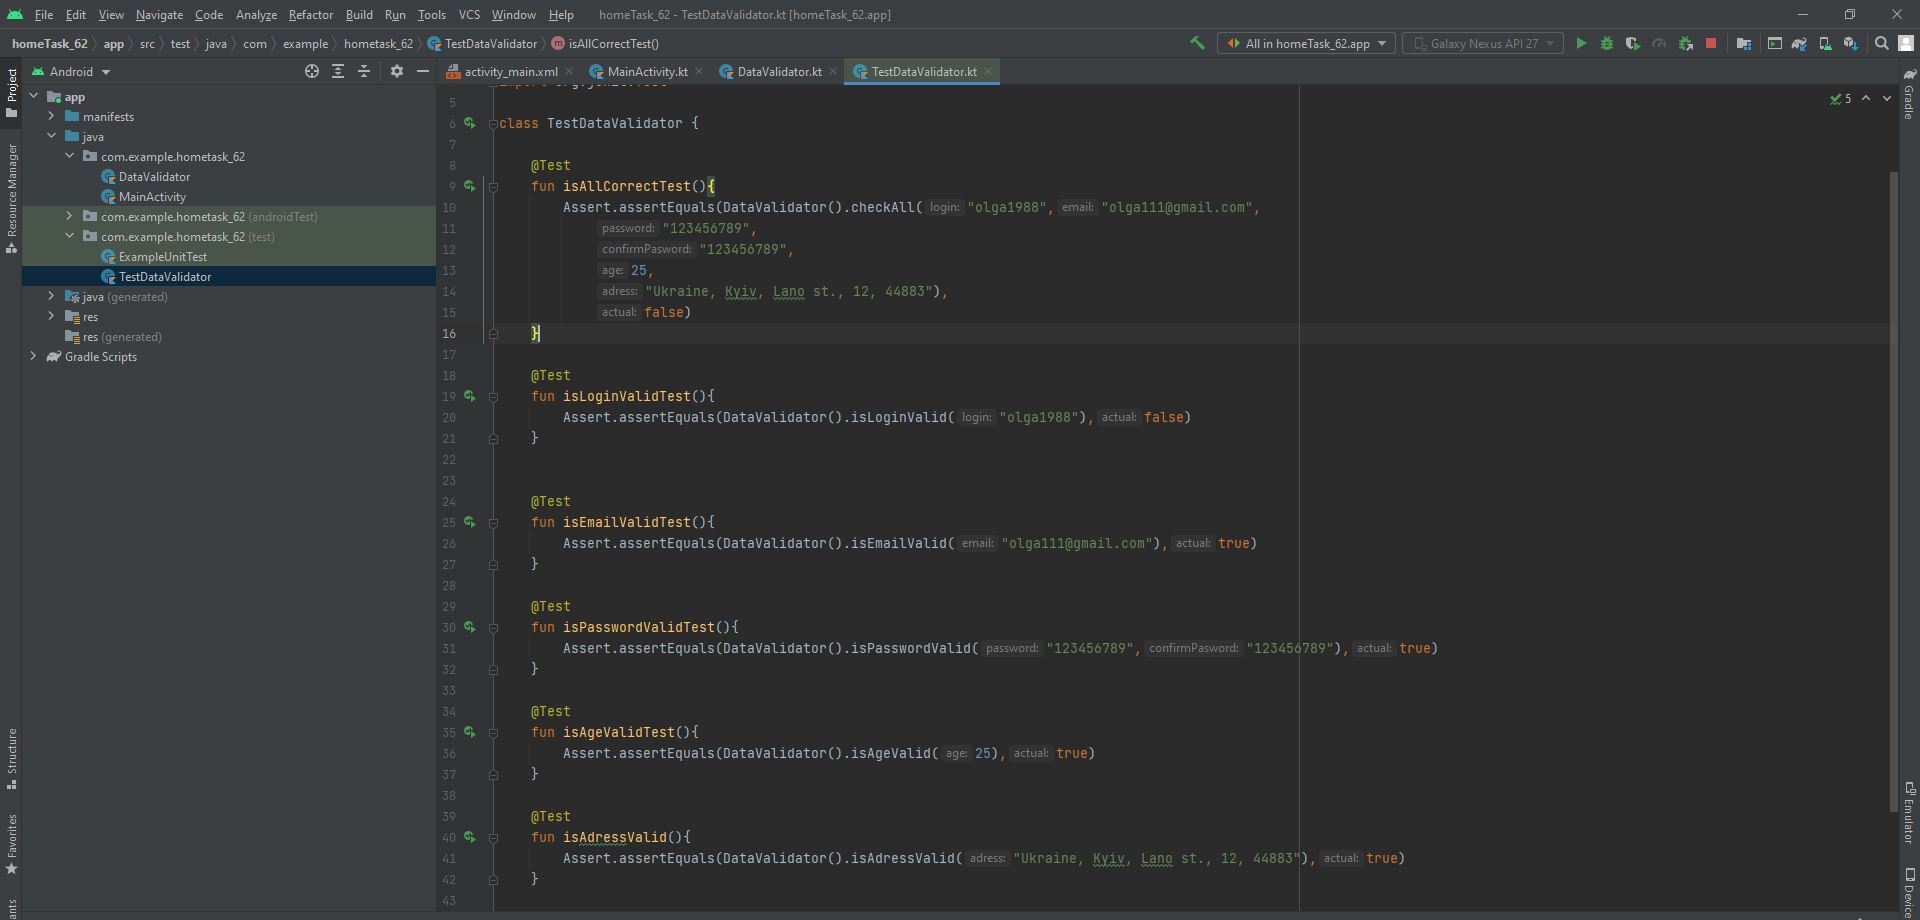 File Edit View Navigate Code Analyze Refactor Build Run Tools VCS Window Help homeTask_62 - TestDataValidator.kt [homeTask_62.app]
homeTask_62 app src test java com example hometask_62 TestDataValidator isAllCorrectTest() All in homeTask_62.app Galaxy Nexus API 27
Android activity_main.xml MainActivity.kt DataValidator.kt TestDataValidator.kt
Project
Resource Manager
Structure
Favorites
app
manifests
java
com.example.hometask_62
DataValidator
MainActivity
com.example.hometask_62 (androidTest)
com.example.hometask_62 (test)
ExampleUnitTest
TestDataValidator
java (generated)
res
res (generated)
Gradle Scripts
5
5
6 class TestDataValidator {
7
8 @Test
9 fun isAllCorrectTest(){
10 Assert.assertEquals(DataValidator().checkAll( login: "olga1988", email: "olga111@gmail.com",
11 password: "123456789",
12 confirmPasword: "123456789",
13 age: 25,
14 adress: "Ukraine, Kyiv, Lano st., 12, 44883"),
15 actual: false)
16 }
17
18 @Test
19 fun isLoginValidTest(){
20 Assert.assertEquals(DataValidator().isLoginValid( login: "olga1988"), actual: false)
21 }
22
23
24 @Test
25 fun isEmailValidTest(){
26 Assert.assertEquals(DataValidator().isEmailValid( email: "olga111@gmail.com"), actual: true)
27 }
28
29 @Test
30 fun isPasswordValidTest(){
31 Assert.assertEquals(DataValidator().isPasswordValid( password: "123456789", confirmPasword: "123456789"), actual: true)
32 }
33
34 @Test
35 fun isAgeValidTest(){
36 Assert.assertEquals(DataValidator().isAgeValid( age: 25), actual: true)
37 }
38
39 @Test
40 fun isAdressValid(){
41 Assert.assertEquals(DataValidator().isAdressValid( adress: "Ukraine, Kyiv, Lano st., 12, 44883"), actual: true)
42 }
43
Gradle
Emulator
Device